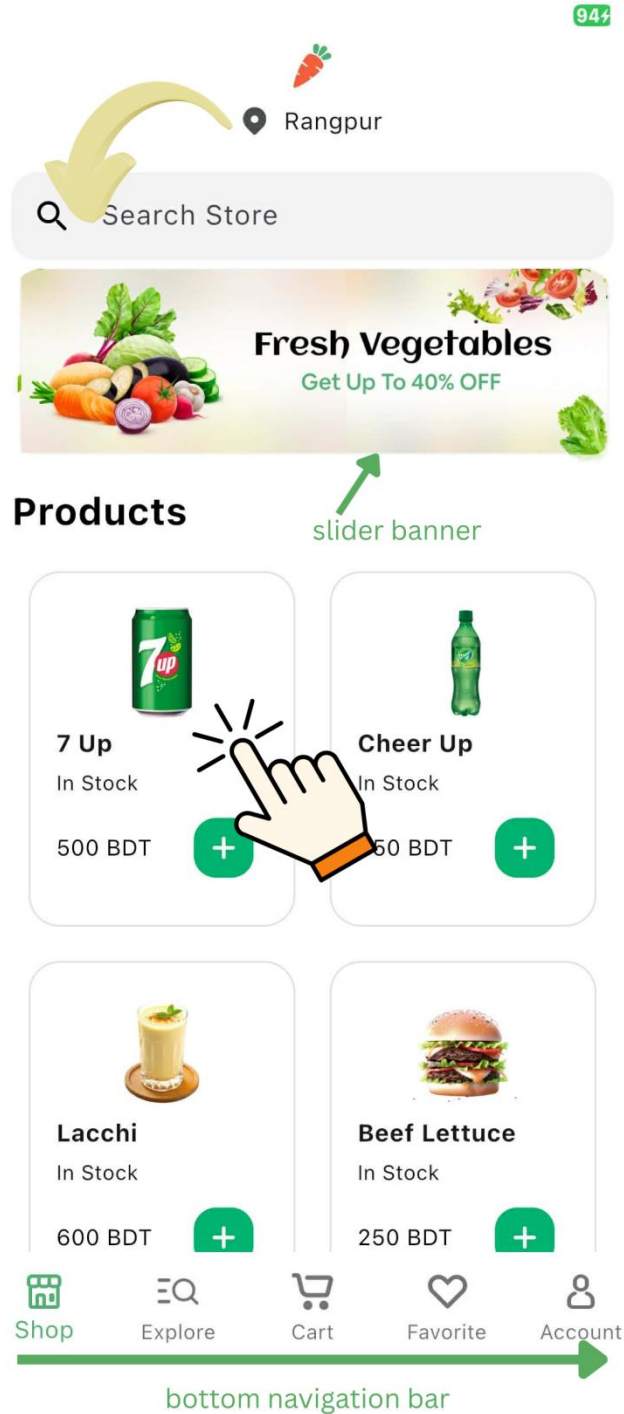 94
Rangpur
Search Store
Fresh Vegetables
Get Up To 40% OFF
slider banner
Products
7up
7 Up
In Stock
500 BDT
+
Cheer Up
In Stock
50 BDT
+
Lacchi
In Stock
600 BDT
+
Beef Lettuce
In Stock
250 BDT
+
Shop
Explore
Cart
Favorite
Account
bottom navigation bar